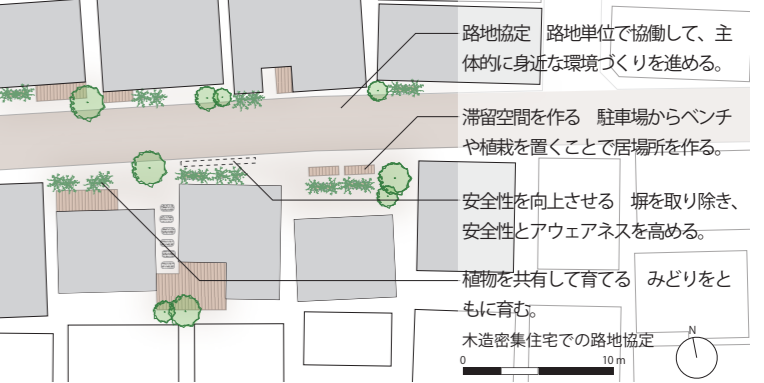 路地協定　路地単位で協働して、主
体的に身近な環境づくりを進める。
滞留空間を作る　駐車場からベンチ
や植栽を置くことで居場所を作る。
安全性を向上させる　塀を取り除き、
安全性とアウェアネスを高める。
植物を共有して育てる　みどりをと
もに育む。
木造密集住宅での路地協定
N
0 10 m